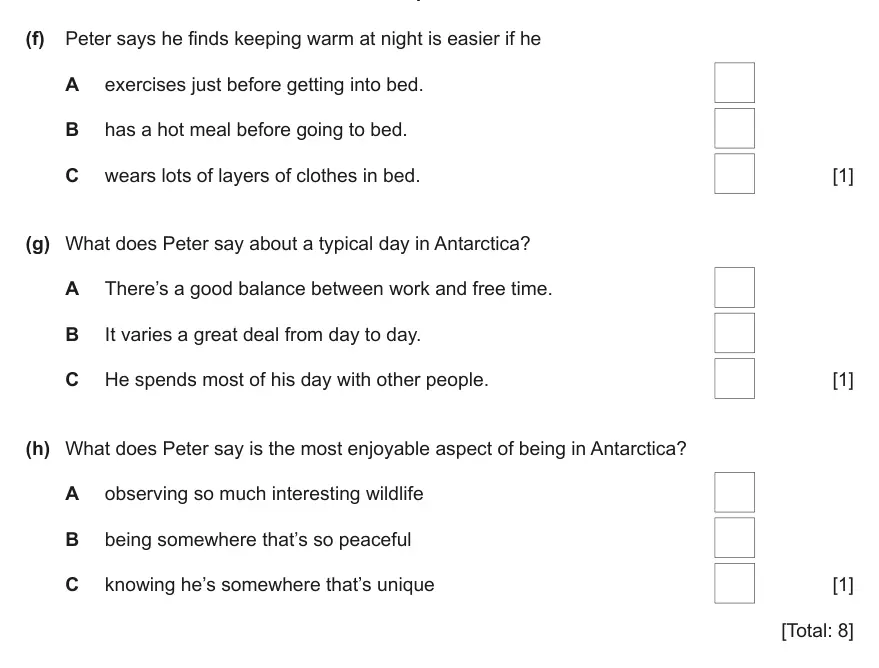 (f) Peter says he finds keeping warm at night is easier if he
A exercises just before getting into bed.
B has a hot meal before going to bed.
C wears lots of layers of clothes in bed. [1]
(g) What does Peter say about a typical day in Antarctica?
A There’s a good balance between work and free time.
B It varies a great deal from day to day.
C He spends most of his day with other people. [1]
(h) What does Peter say is the most enjoyable aspect of being in Antarctica?
A observing so much interesting wildlife
B being somewhere that’s so peaceful
C knowing he’s somewhere that’s unique [1]
[Total: 8]